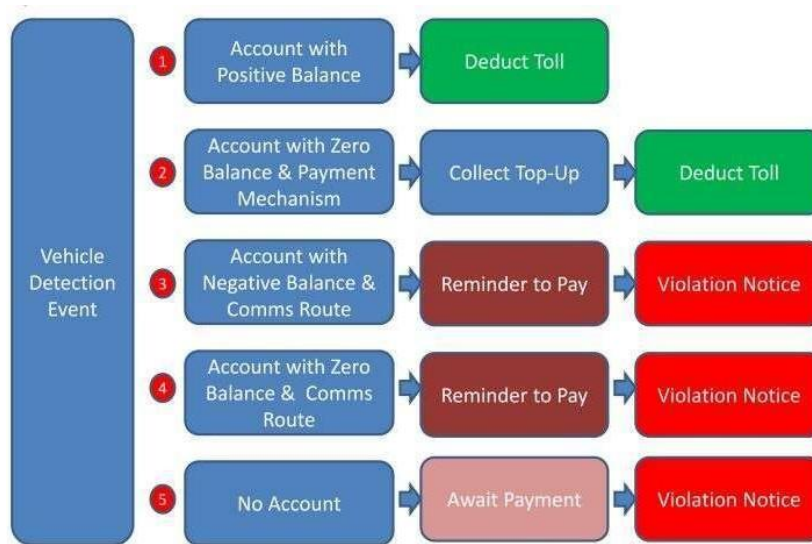 Vehicle
Detection
Event
1
Account with
Positive Balance
Deduct Toll
2
Account with Zero
Balance & Payment
Mechanism
Collect Top-Up
Deduct Toll
3
Account with
Negative Balance &
Comms Route
Reminder to Pay
Violation Notice
4
Account with Zero
Balance & Comms
Route
Reminder to Pay
Violation Notice
5
No Account
Await Payment
Violation Notice